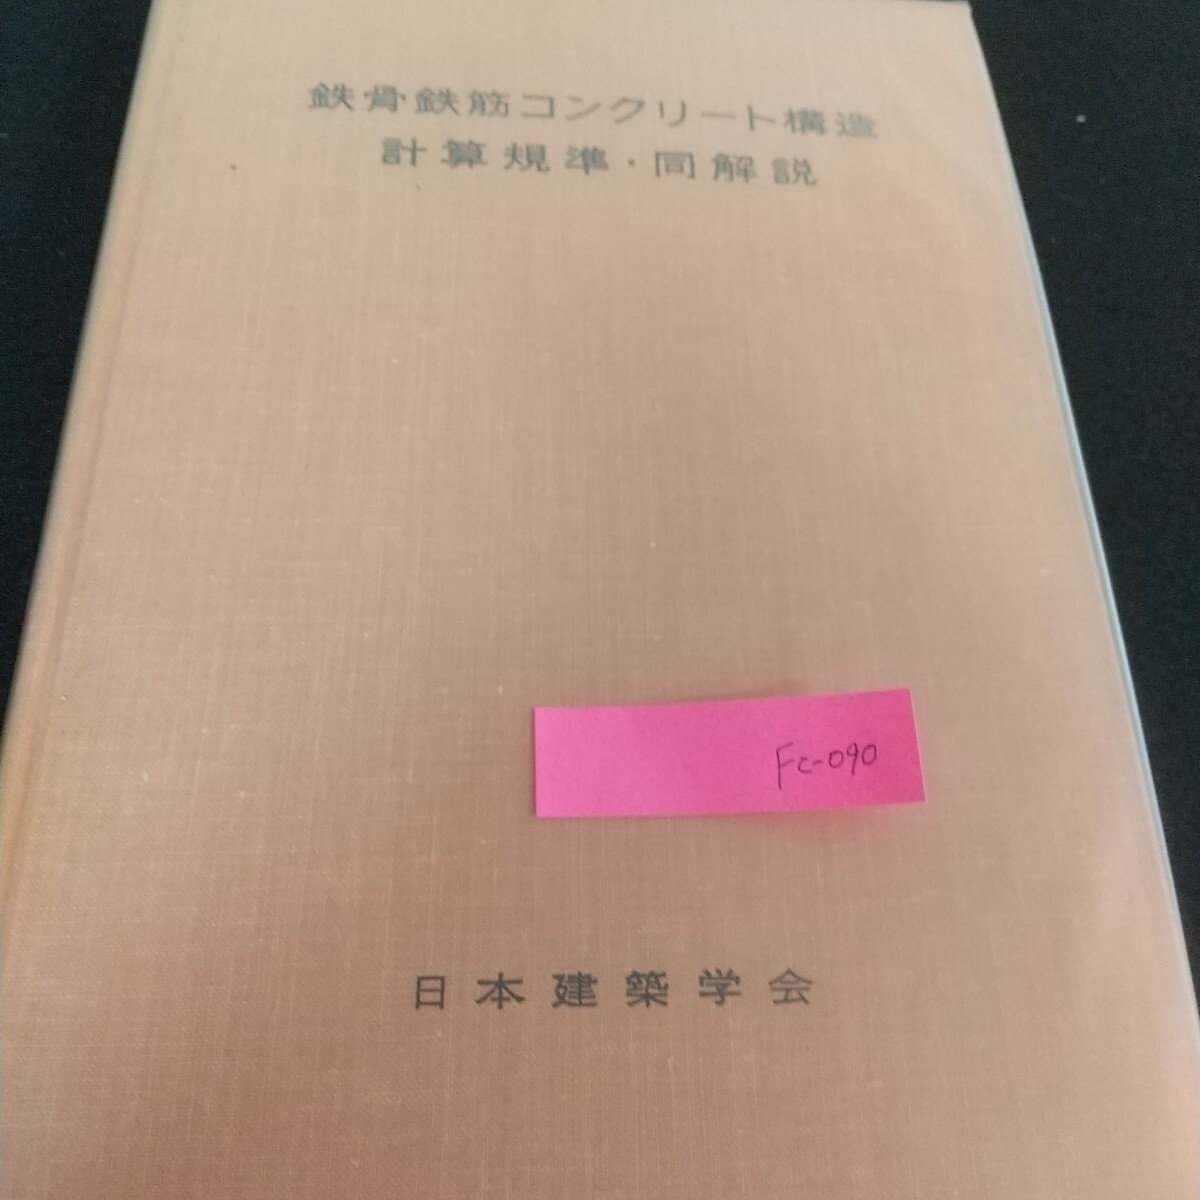 鉄骨鉄筋コンクリート構造
計算規準・同解説
Fc-090
日本建築学会